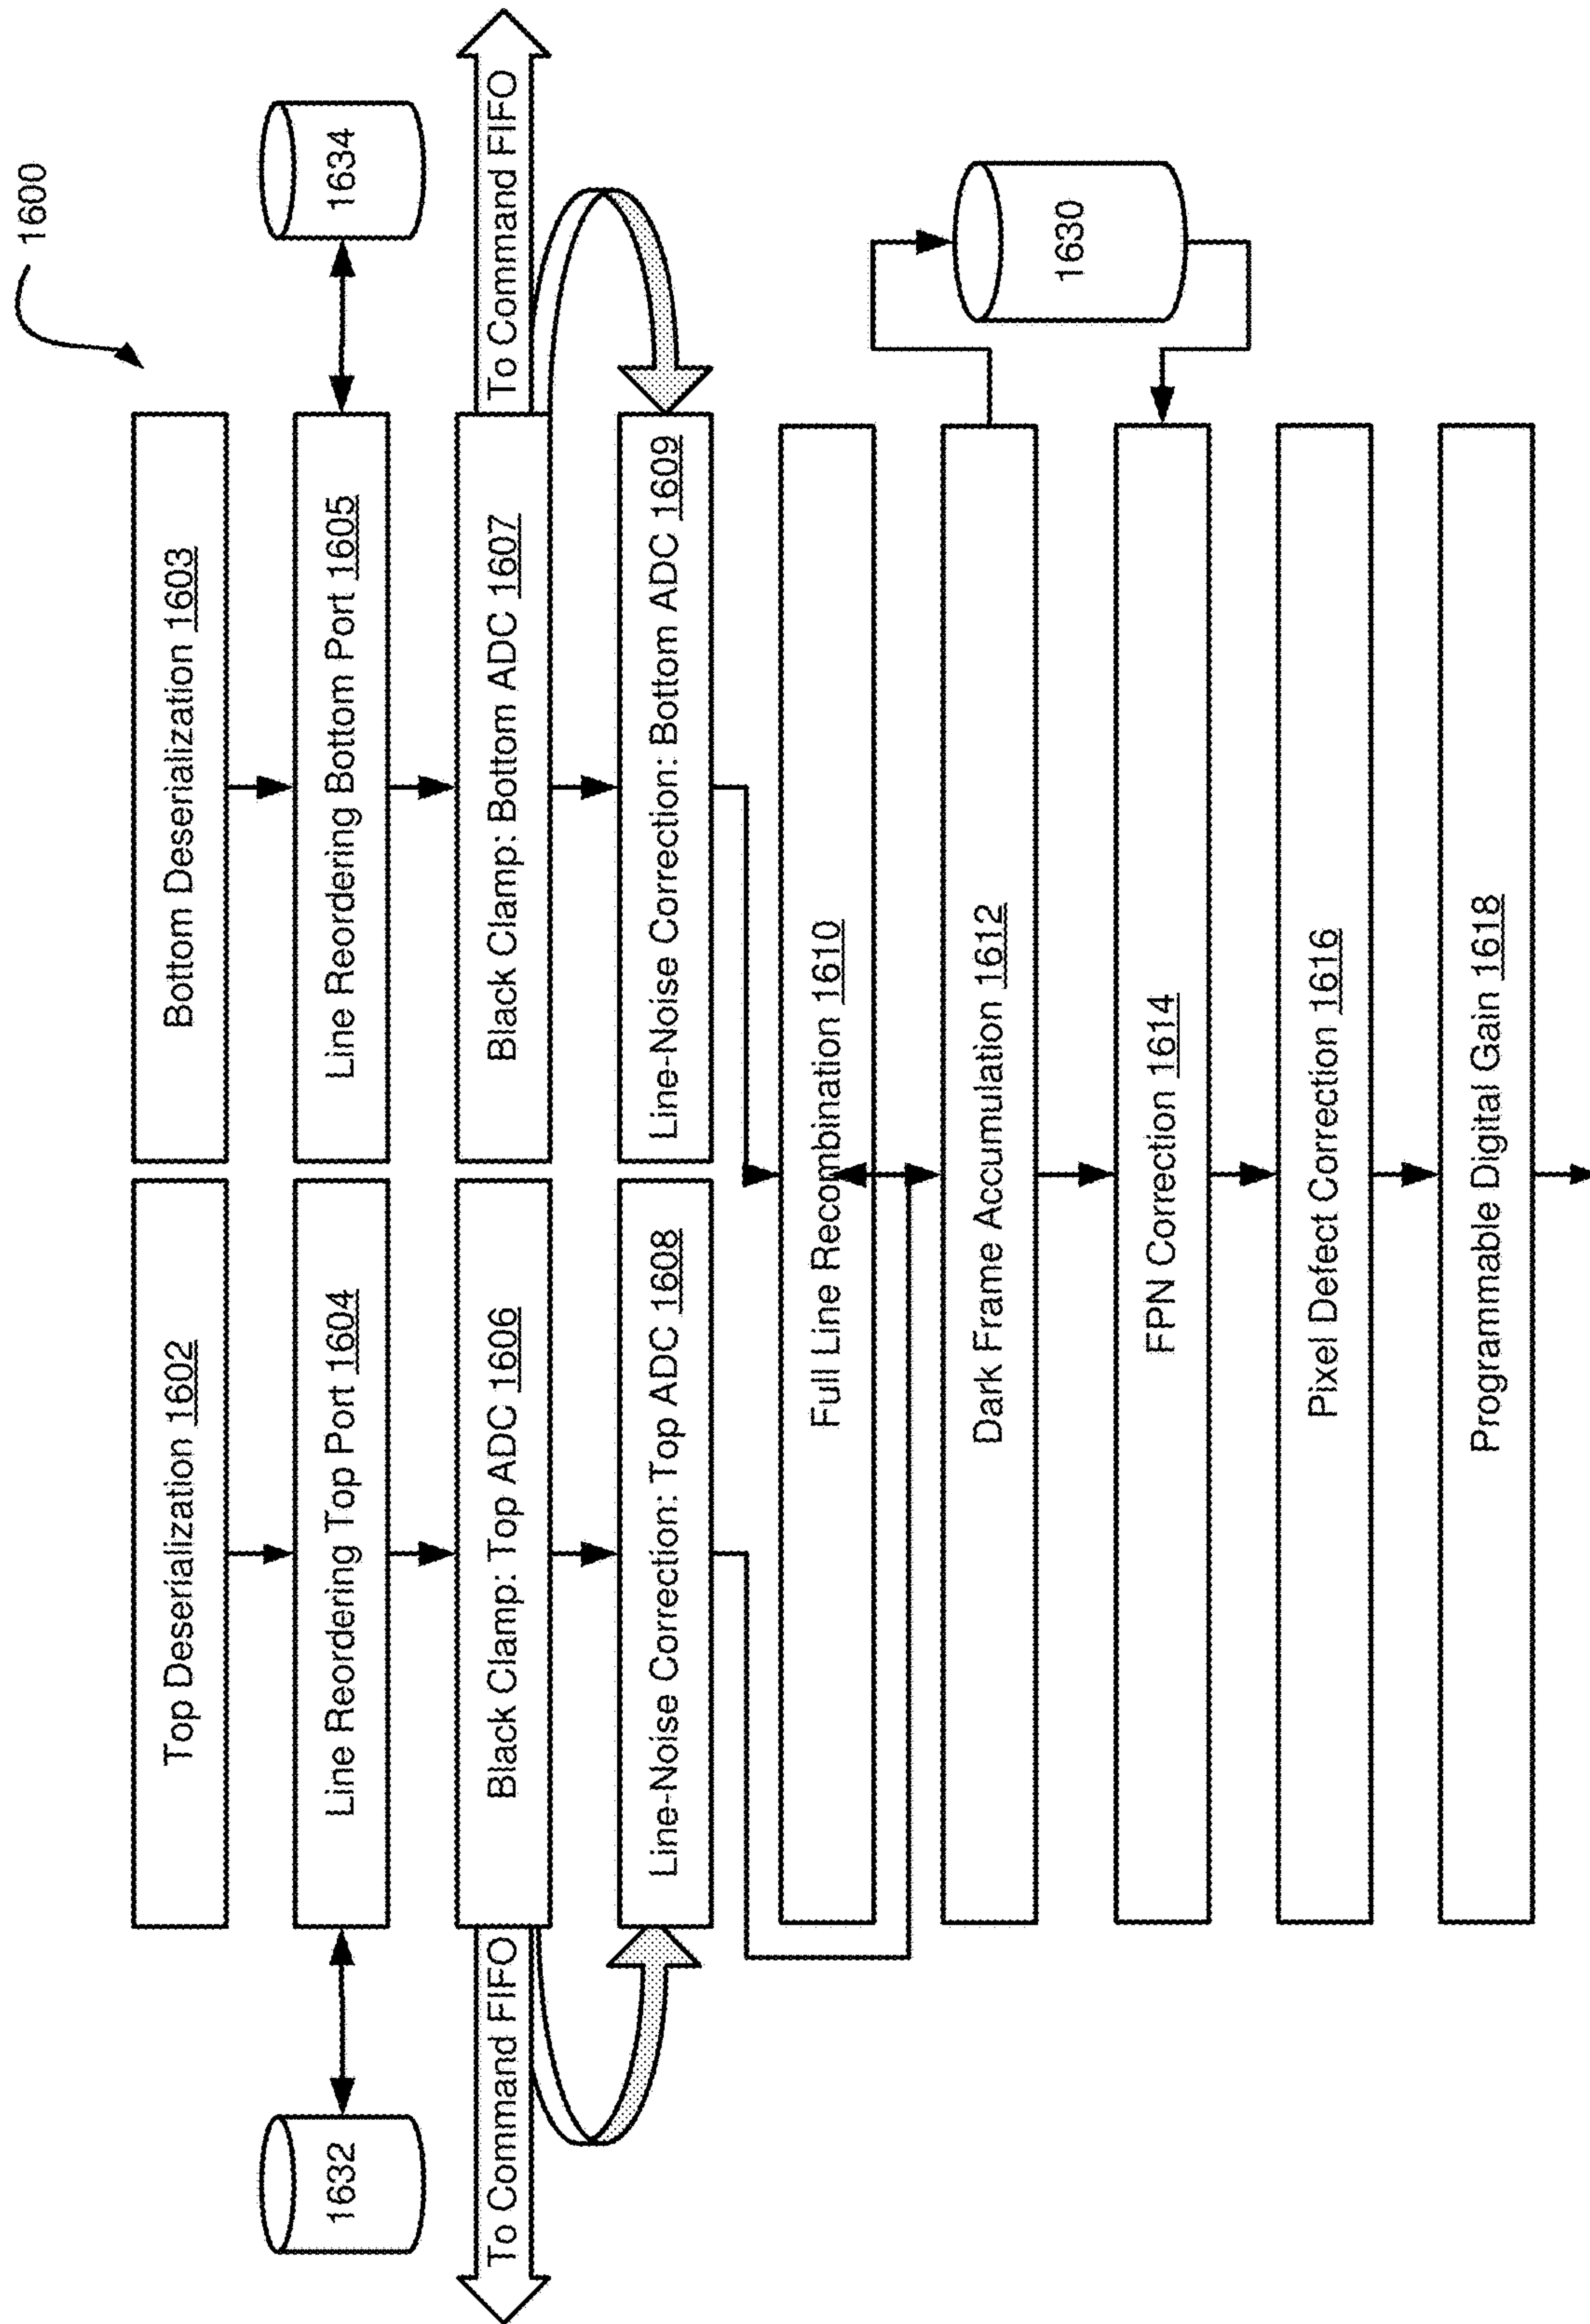 1600
Top Deserialization 1602
Bottom Deserialization 1603
1632
Line Reordering Top Port 1604
Line Reordering Bottom Port 1605
1634
To Command FIFO
Black Clamp: Top ADC 1606
Black Clamp: Bottom ADC 1607
To Command FIFO
Line-Noise Correction: Top ADC 1608
Line-Noise Correction: Bottom ADC 1609
Full Line Recombination 1610
Dark Frame Accumulation 1612
1630
FPN Correction 1614
Pixel Defect Correction 1616
Programmable Digital Gain 1618